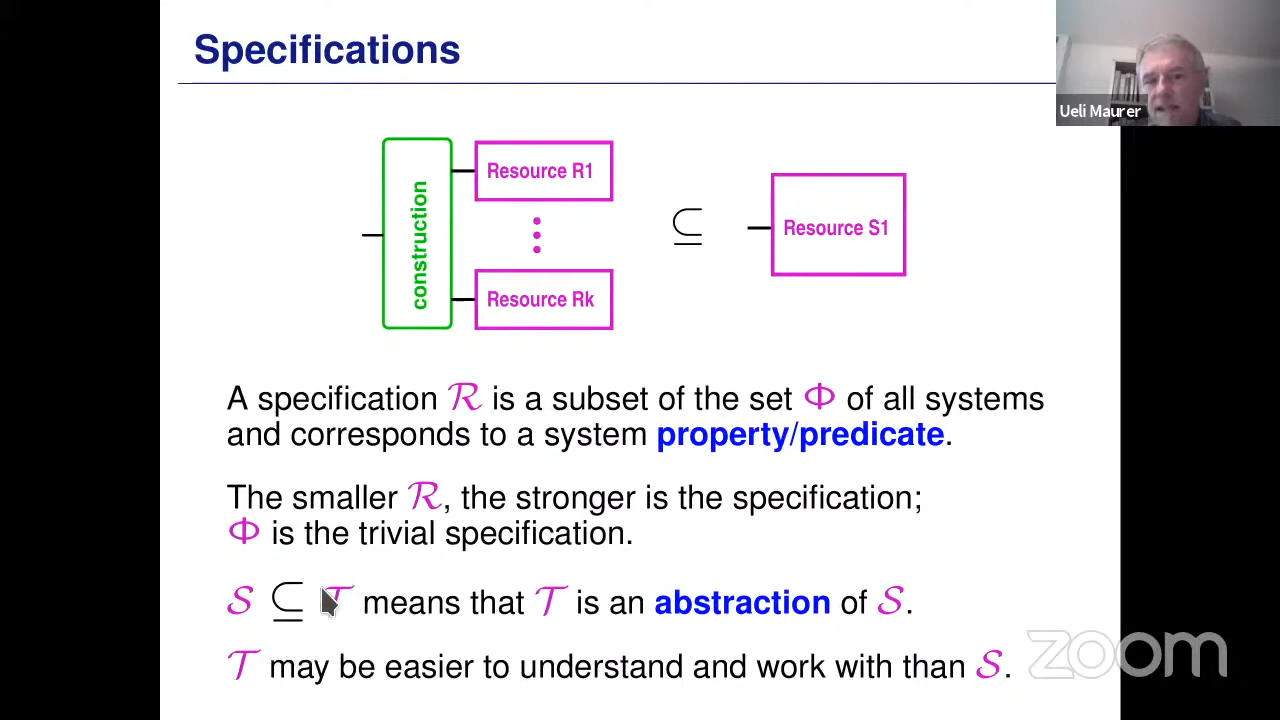 Specifications
Ueli Maurer
construction
Resource R1
⊆
Resource S1
Resource Rk
A specification ℛ is a subset of the set Φ of all systems
and corresponds to a system property/predicate.
The smaller ℛ, the stronger is the specification;
Φ is the trivial specification.
𝒮 ⊆ 𝒯 means that 𝒯 is an abstraction of 𝒮.
𝒯 may be easier to understand and work with than 𝒮.
zoom